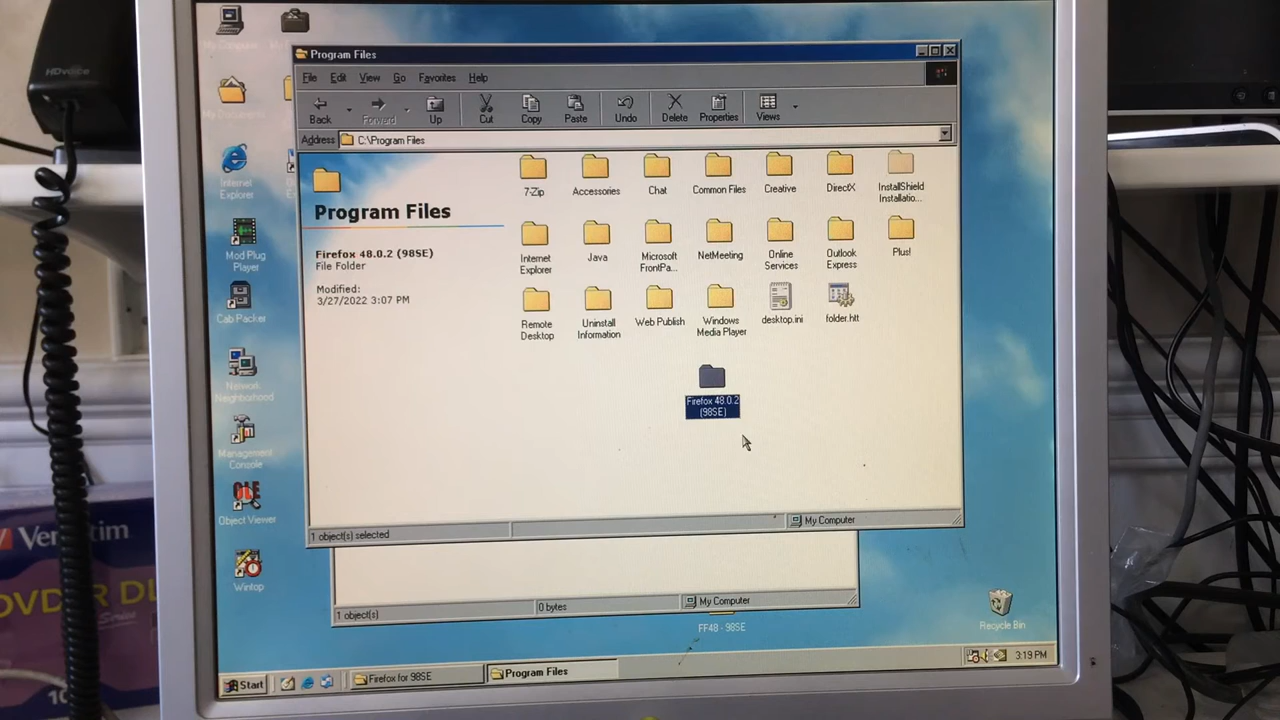 HDvoice
Program Files
File Edit View Go Favorites Help
Back Forward Up Cut Copy Paste Undo Delete Properties Views
Address C:\Program Files
Program Files
Firefox 48.0.2 (98SE)
File Folder
Modified:
3/27/2022 3:07 PM
7-Zip
Accessories
Chat
Common Files
Creative
DirectX
InstallShield
Installatio...
Internet
Explorer
Java
Microsoft
FrontPa...
NetMeeting
Online
Services
Outlook
Express
Plus!
Remote
Desktop
Uninstall
Information
Web Publish
Windows
Media Player
desktop.ini
folder.htt
Firefox 48.0.2
(98SE)
1 object(s) selected
My Computer
1 object(s)
0 bytes
My Computer
My Computer
My Documents
Internet
Explorer
Mod Plug
Player
Cab Packer
Network
Neighborhood
Management
Console
OLE
Object Viewer
Wintop
FF48 - 98SE
Recycle Bin
Start
Firefox for 98SE
Program Files
3:19 PM
Verbatim
10